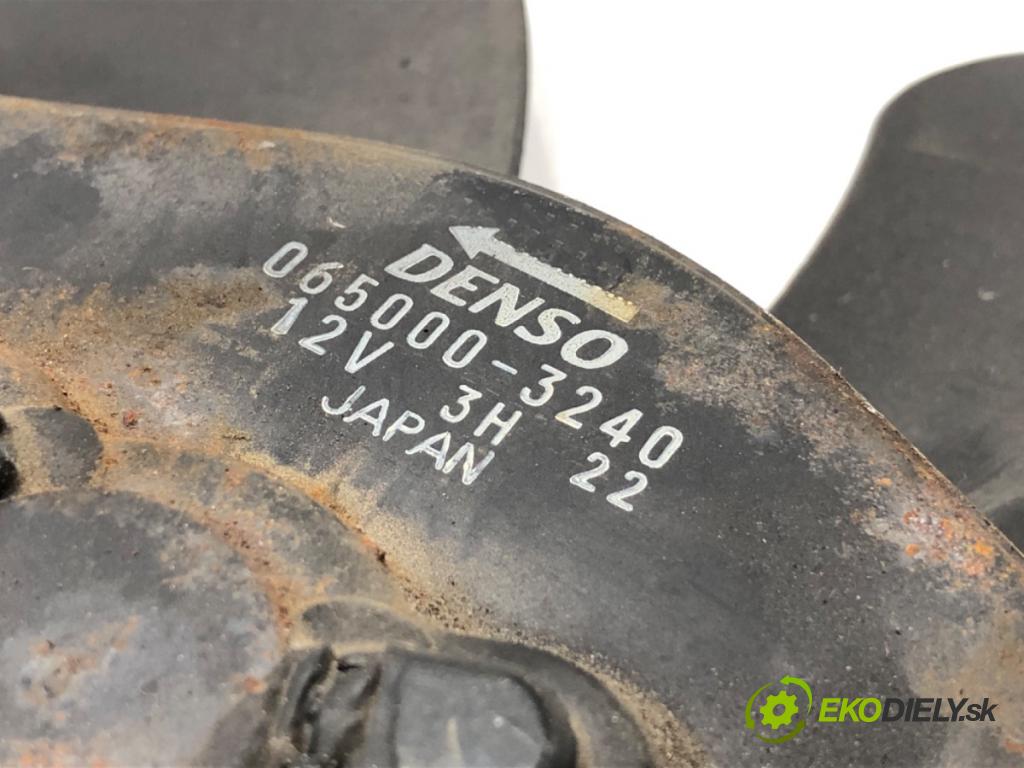 DENSO
065000-3240
12V 3H 22
JAPAN
EKODIELY.sk